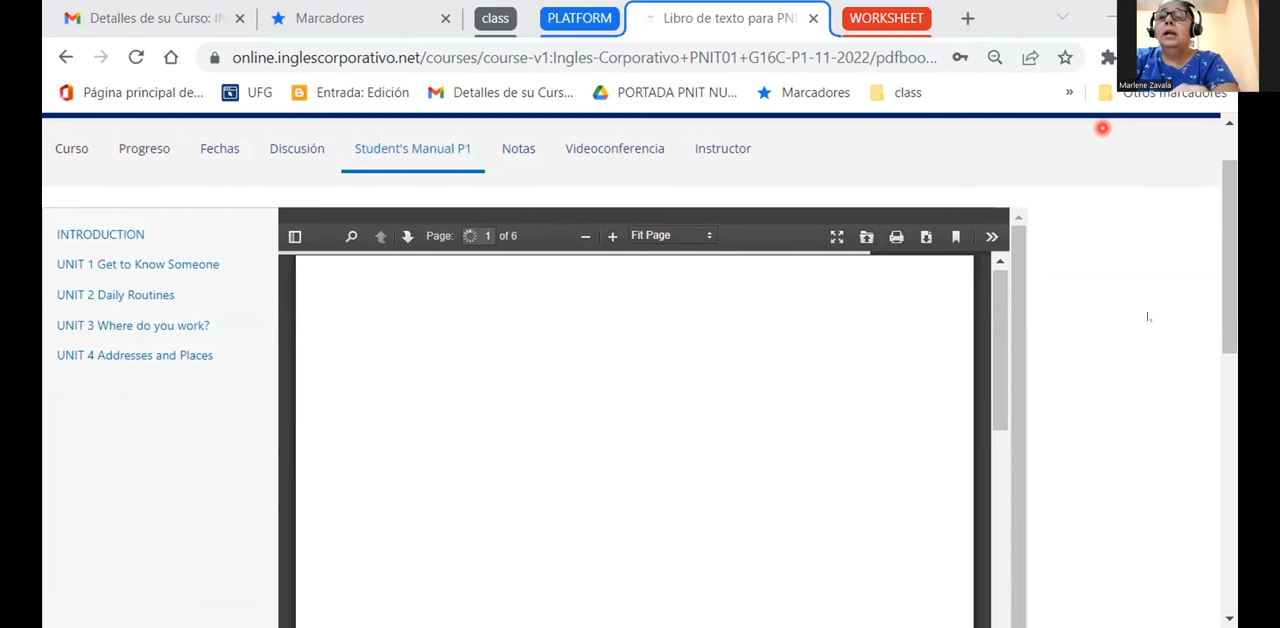 Detalles de su Curso: IN
Marcadores
class
PLATFORM
Libro de texto para PNI
WORKSHEET
online.inglescorporativo.net/courses/course-v1:Ingles-Corporativo+PNIT01+G16C-P1-11-2022/pdfboo...
Página principal de... UFG Entrada: Edición Detalles de su Curs... PORTADA PNIT NU... Marcadores class » Otros marcadores
Marlene Zavala
Curso Progreso Fechas Discusión Student's Manual P1 Notas Videoconferencia Instructor
INTRODUCTION
UNIT 1 Get to Know Someone
UNIT 2 Daily Routines
UNIT 3 Where do you work?
UNIT 4 Addresses and Places
Page: 1 of 6 Fit Page